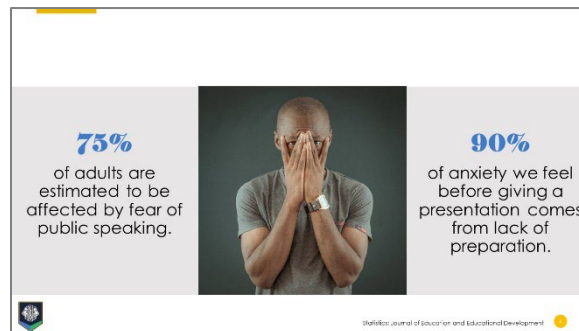 75%
of adults are
estimated to be
affected by fear of
public speaking.
90%
of anxiety we feel
before giving a
presentation comes
from lack of
preparation.
Statistics: Journal of Education and Educational Development